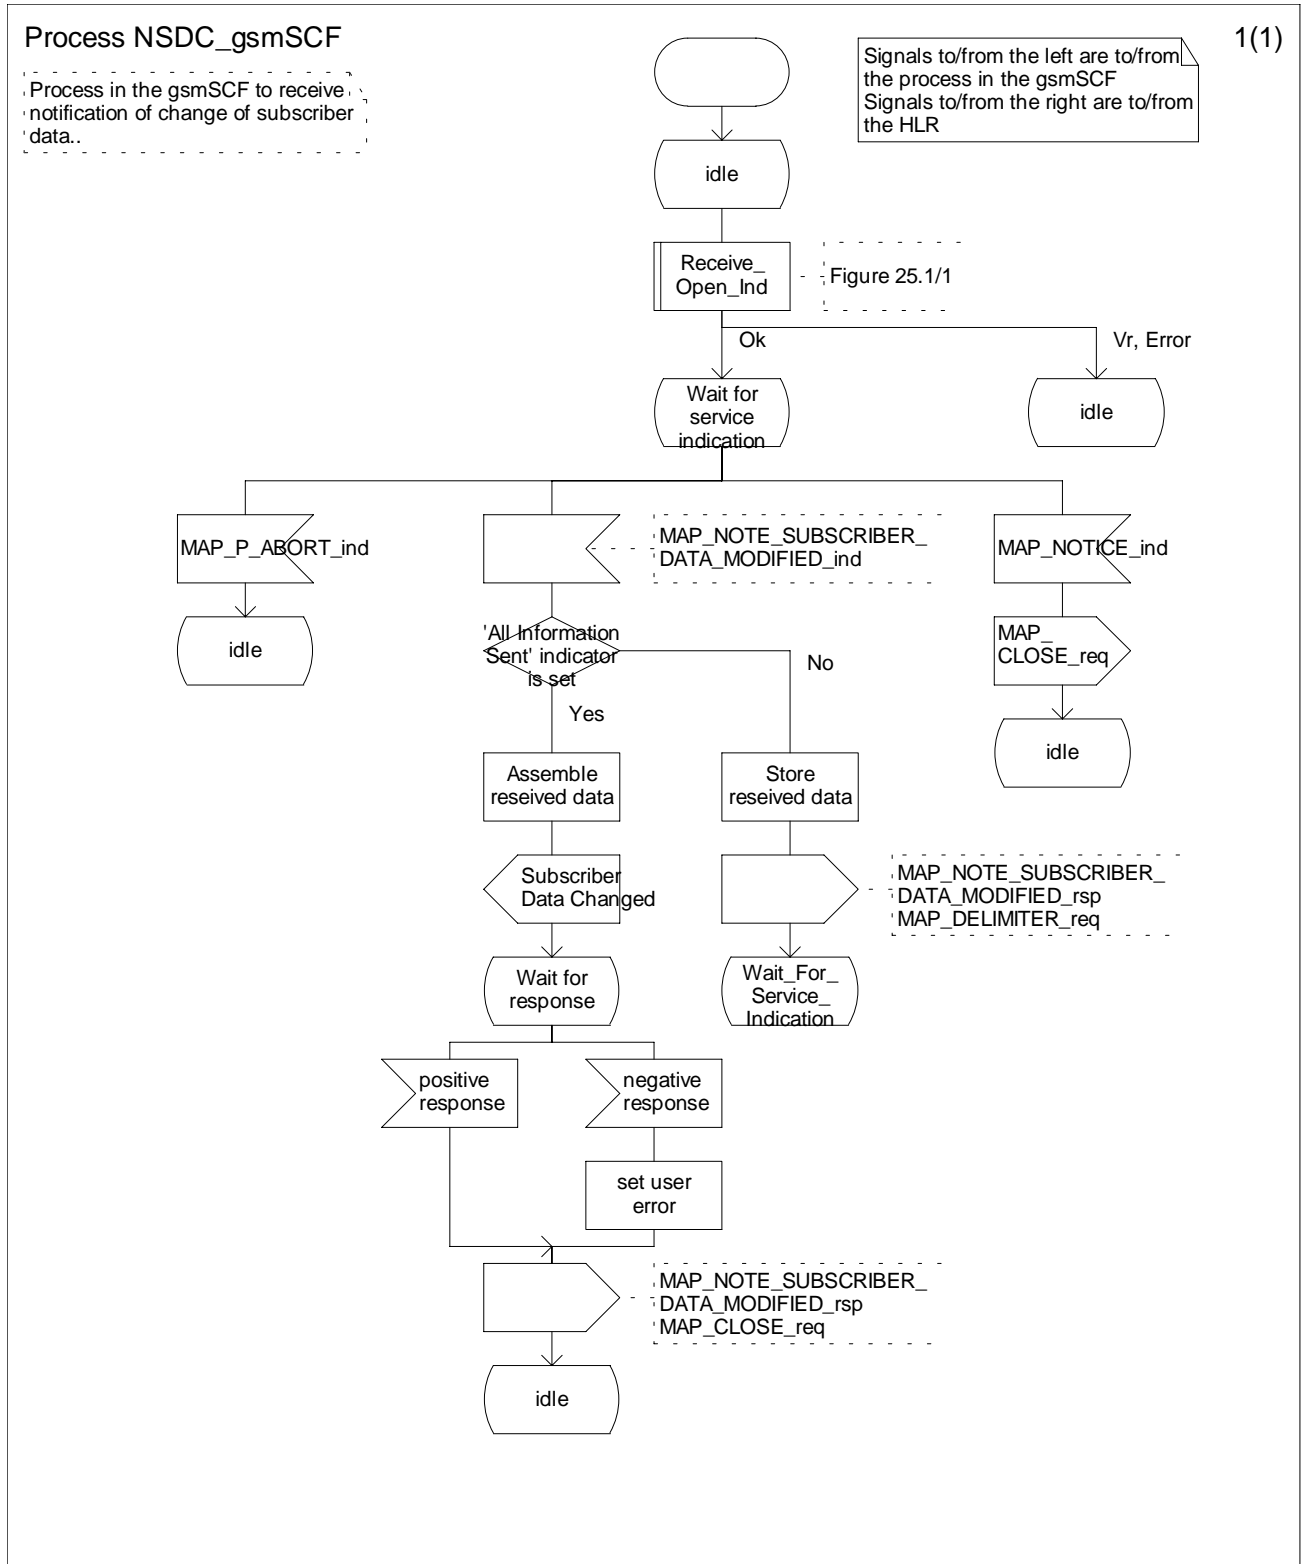 Process NSDC_gsmSCF
1(1)
Process in the gsmSCF to receive
notification of change of subscriber
data..
Signals to/from the left are to/from
the process in the gsmSCF
Signals to/from the right are to/from
the HLR
idle
Receive_
Open_Ind
Figure 25.1/1
Ok
Vr, Error
Wait for
service
indication
idle
MAP_P_ABORT_ind
MAP_NOTE_SUBSCRIBER_
DATA_MODIFIED_ind
MAP_NOTICE_ind
idle
'All Information
Sent' indicator
is set
No
MAP_
CLOSE_req
Yes
idle
Assemble
reseived data
Store
reseived data
Subscriber
Data Changed
MAP_NOTE_SUBSCRIBER_
DATA_MODIFIED_rsp
MAP_DELIMITER_req
Wait for
response
Wait_For_
Service_
Indication
positive
response
negative
response
set user
error
MAP_NOTE_SUBSCRIBER_
DATA_MODIFIED_rsp
MAP_CLOSE_req
idle